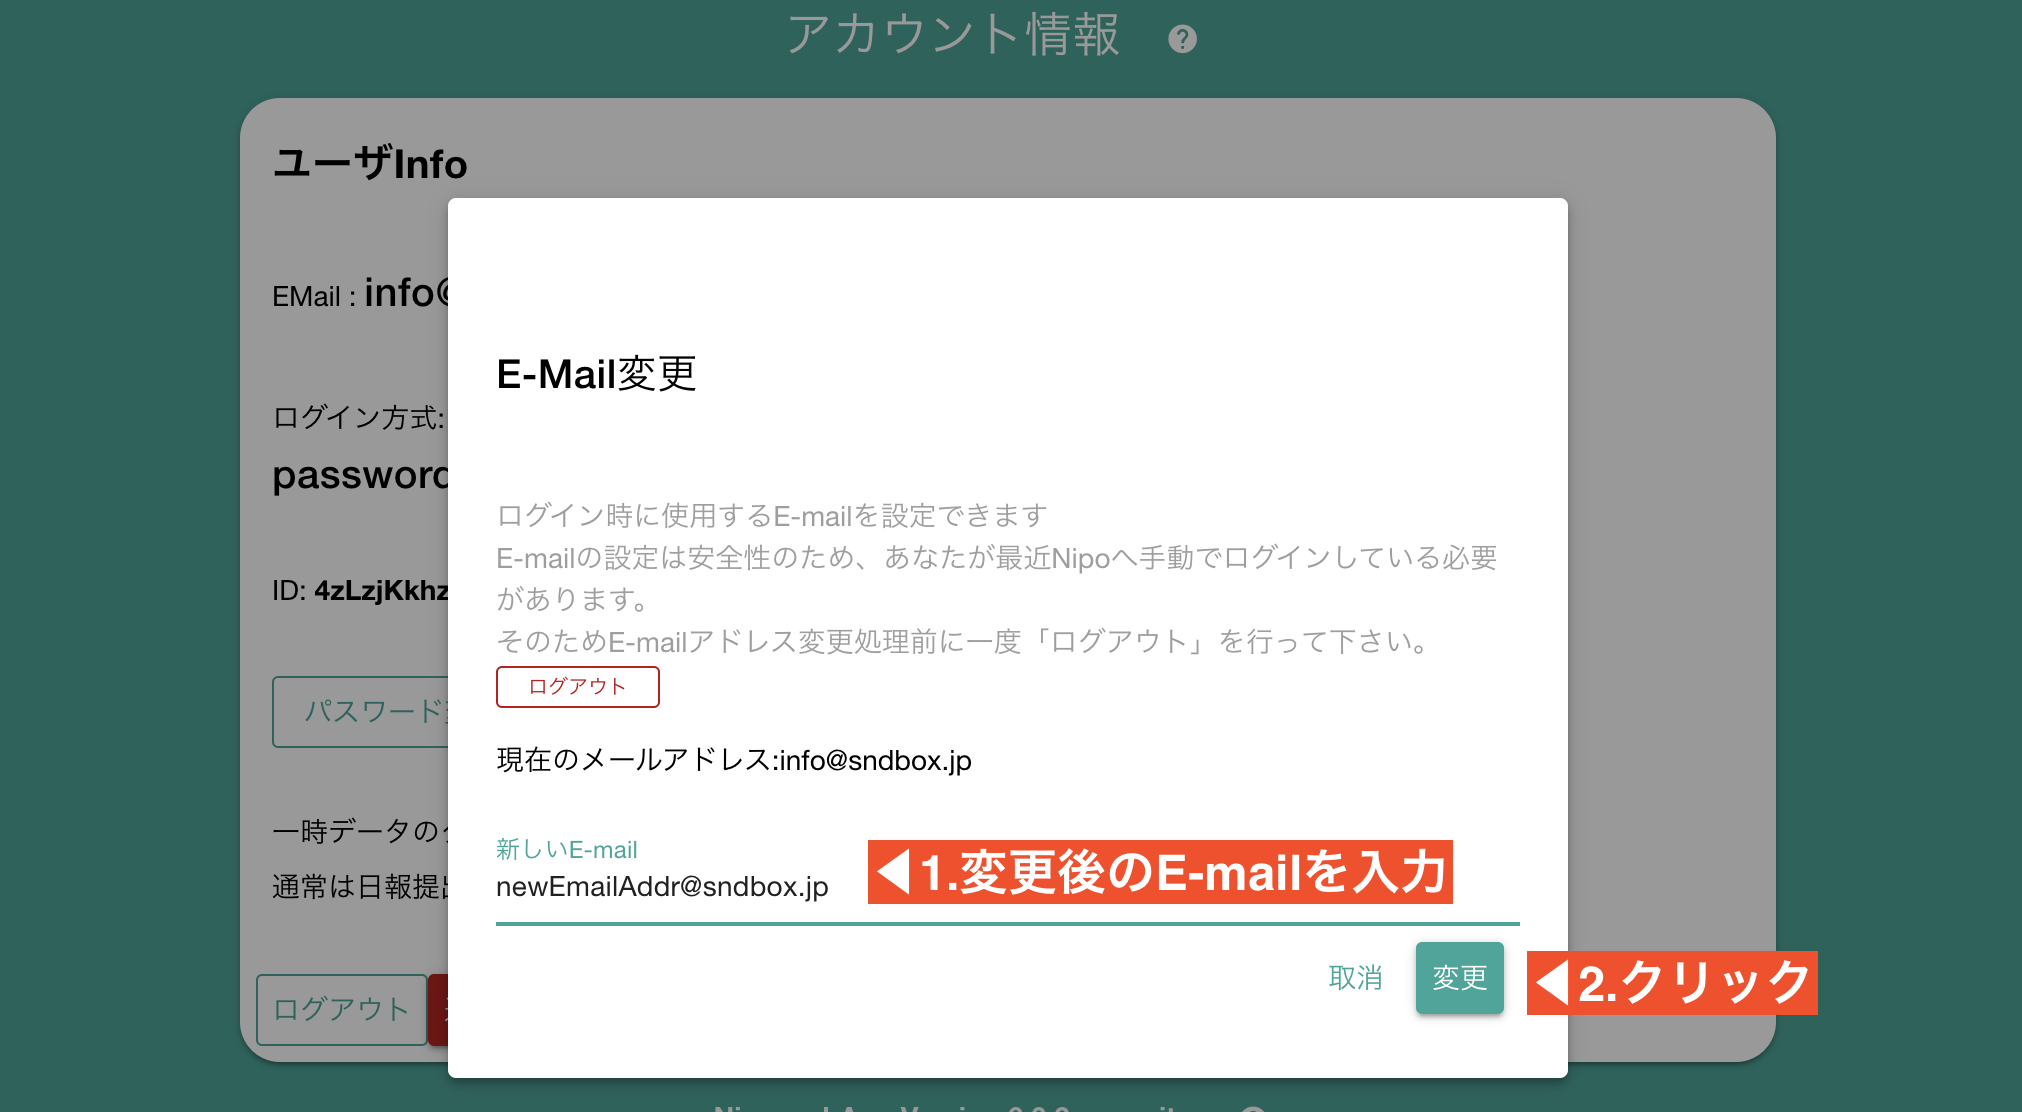 アカウント情報 ?
ユーザInfo
EMail : info@
E-Mail変更
ログイン方式:
password
ログイン時に使用するE-mailを設定できます
E-mailの設定は安全性のため、あなたが最近Nipoへ手動でログインしている必要
があります。
そのためE-mailアドレス変更処理前に一度「ログアウト」を行って下さい。
ID: 4zLzjKkhz
ログアウト
パスワード
現在のメールアドレス:info@sndbox.jp
一時データの
新しいE-mail
newEmailAddr@sndbox.jp
◀1.変更後のE-mailを入力
通常は日報提出
取消
変更
◀2.クリック
ログアウト